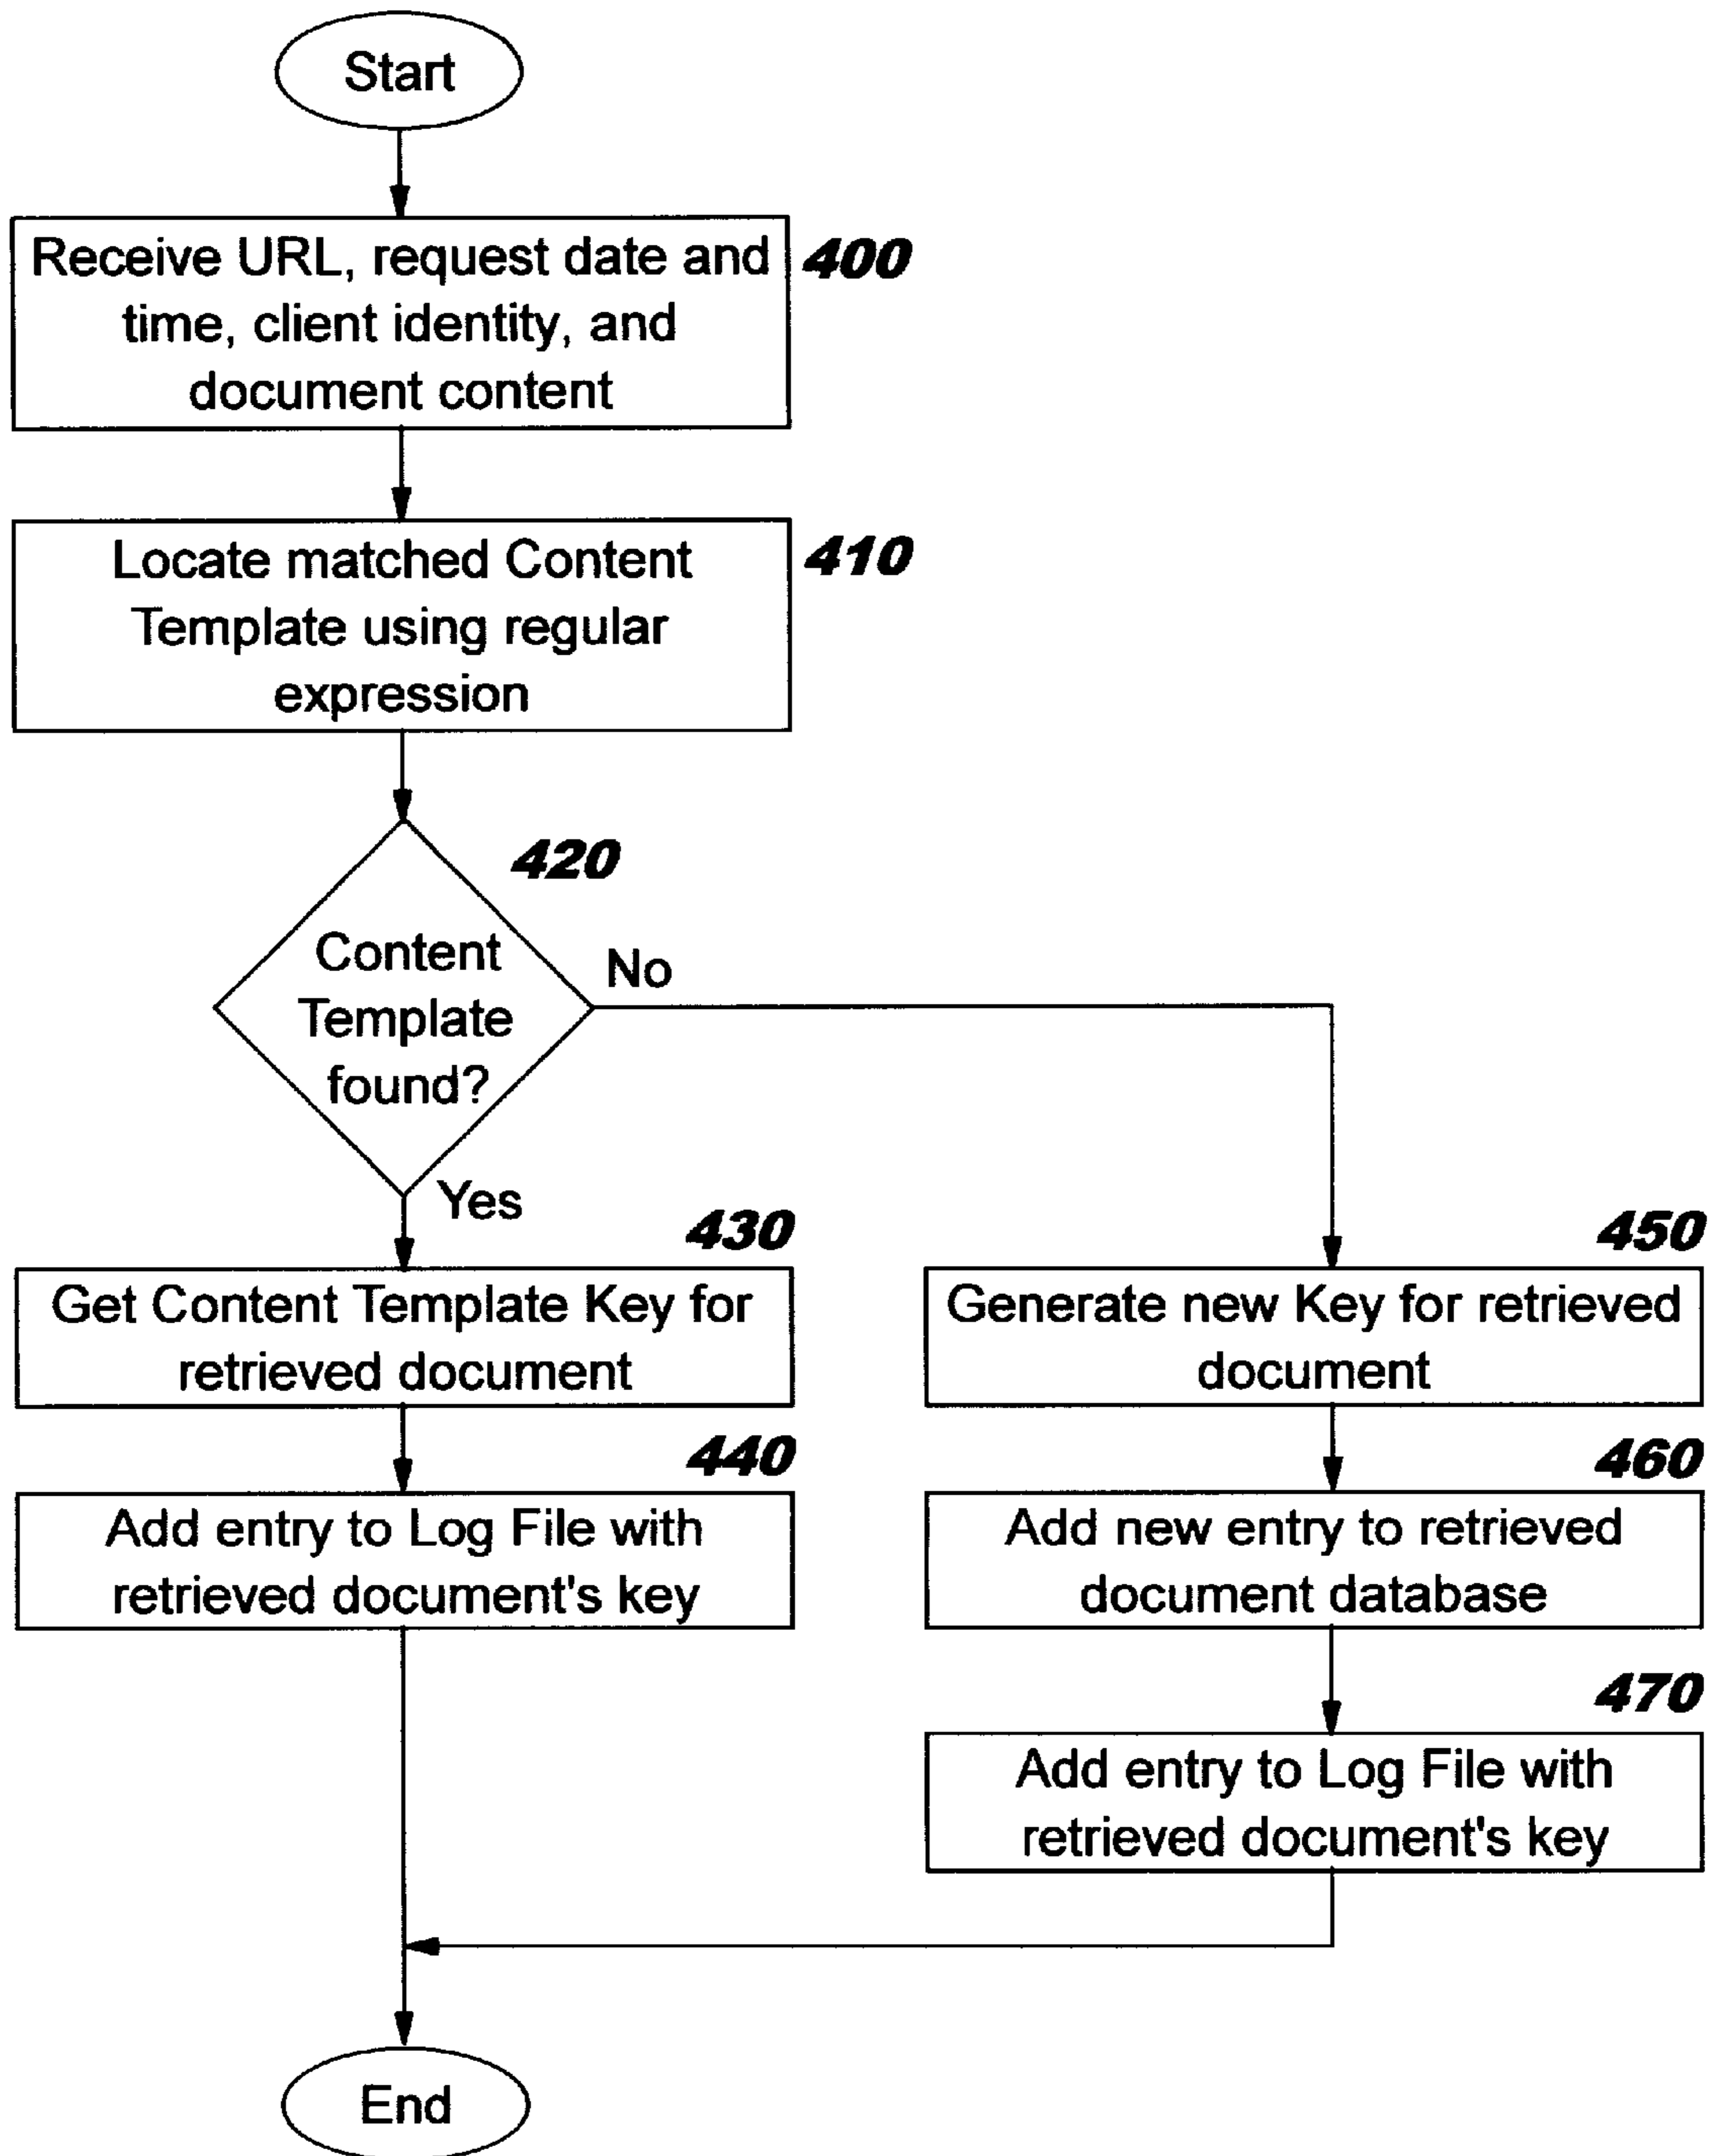 Start
Receive URL, request date and
time, client identity, and
document content
400
Locate matched Content
Template using regular
expression
410
420
Content
Template
found?
No
Yes
430
Get Content Template Key for
retrieved document
440
Add entry to Log File with
retrieved document's key
450
Generate new Key for retrieved
document
460
Add new entry to retrieved
document database
470
Add entry to Log File with
retrieved document's key
End